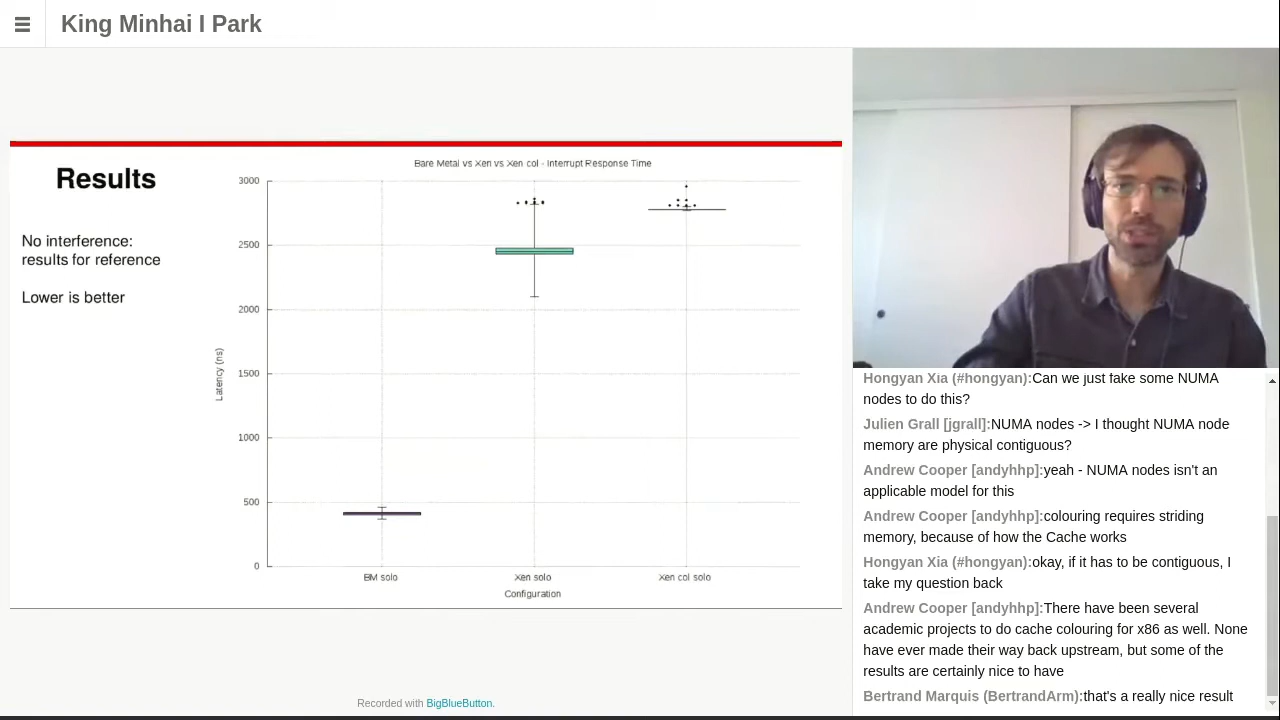 King Minhai I Park
Results
No interference:
results for reference
Lower is better
Bare Metal vs Xen vs Xen col - Interrupt Response Time
3000
2500
2000
1500
1000
500
0
Latency (ns)
BM solo
Xen solo
Xen col solo
Configuration
Recorded with BigBlueButton.
Hongyan Xia (#hongyan):Can we just fake some NUMA
nodes to do this?
Julien Grall [jgrall]:NUMA nodes -> I thought NUMA node
memory are physical contiguous?
Andrew Cooper [andyhhp]:yeah - NUMA nodes isn't an
applicable model for this
Andrew Cooper [andyhhp]:colouring requires striding
memory, because of how the Cache works
Hongyan Xia (#hongyan):okay, if it has to be contiguous, I
take my question back
Andrew Cooper [andyhhp]:There have been several
academic projects to do cache colouring for x86 as well. None
have ever made their way back upstream, but some of the
results are certainly nice to have
Bertrand Marquis (BertrandArm):that's a really nice result